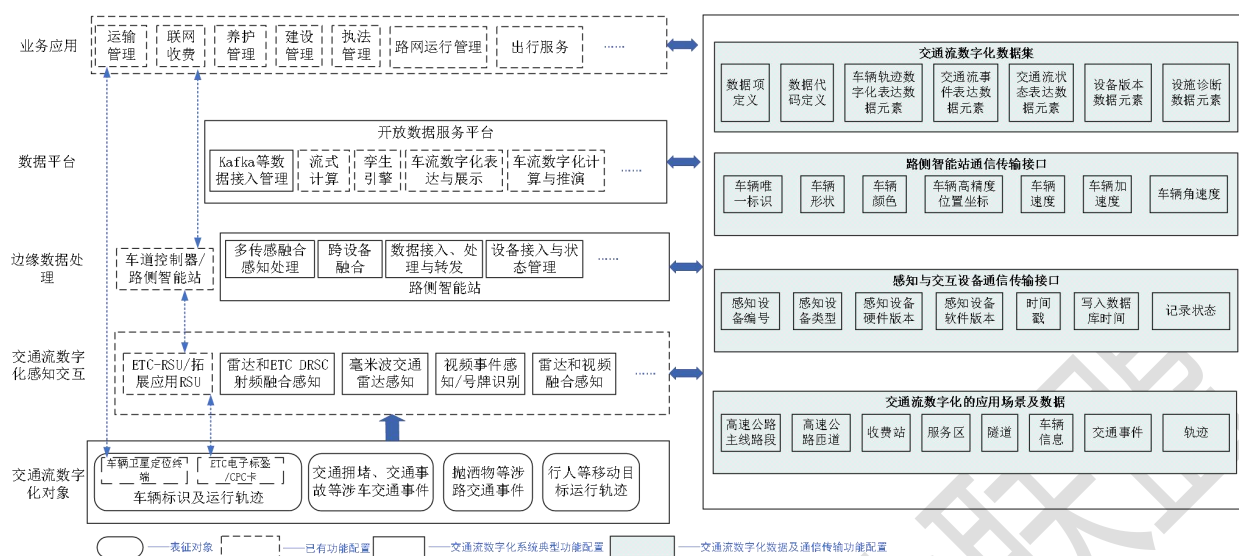 业务应用
运输
管理
联网
收费
养护
管理
建设
管理
执法
管理
路网运行管理
出行服务
……
数据平台
开放数据服务平台
Kafka等数
据接入管理
流式
计算
孪生
引擎
车流数字化表
达与展示
车流数字化计
算与推演
……
边缘数据处
理
车道控制器/
路侧智能站
多传感融合
感知处理
跨设备
融合
数据接入、处
理与转发
设备接入与状
态管理
……
路侧智能站
交通流数字
化感知交互
ETC-RSU/拓
展应用RSU
雷达和ETC DRSC
射频融合感知
毫米波交通
雷达感知
视频事件感
知/号牌识别
雷达和视频
融合感知
……
交通流数字
化对象
车辆卫星定位终
端
ETC电子标签
/CPC卡
车辆标识及运行轨迹
交通拥堵、交通事
故等涉车交通事件
抛洒物等涉
路交通事件
行人等移动目
标运行轨迹
交通流数字化数据集
数据项
定义
数据代
码定义
车辆轨迹数
字化表达数
据元素
交通流事
件表达数
据元素
交通流状
态表达数
据元素
设备版本
数据元素
设施诊断
数据元素
路侧智能站通信传输接口
车辆唯
一标识
车辆
形状
车辆
颜色
车辆高精度
位置坐标
车辆
速度
车辆加
速度
车辆角速度
感知与交互设备通信传输接口
感知设
备编号
感知设
备类型
感知设备
硬件版本
感知设备
软件版本
时间
戳
写入数据
库时间
记录状态
交通流数字化的应用场景及数据
高速公路
主线路段
高速公
路匝道
收费站
服务区
隧道
车辆
信息
交通事件
轨迹
——表征对象
——已有功能配置
——交通流数字化系统典型功能配置
——交通流数字化数据及通信传输功能配置
联盟